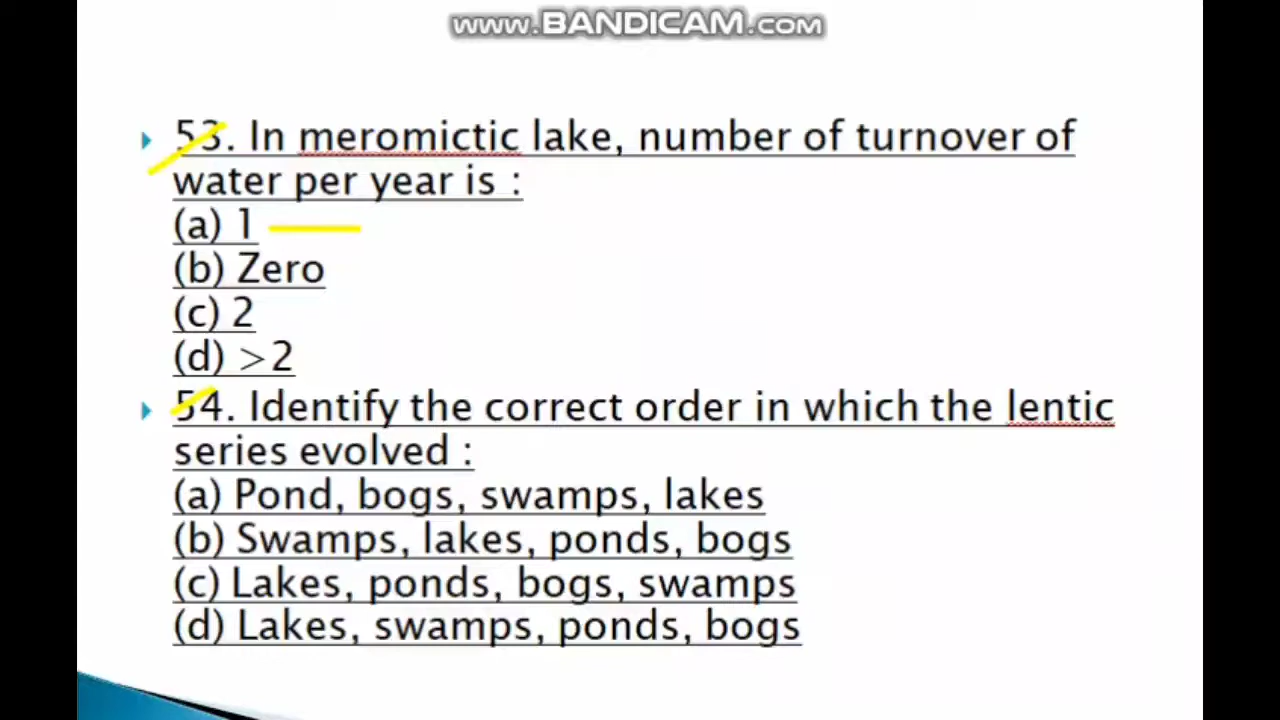 www.BANDICAM.com
53. In meromictic lake, number of turnover of
water per year is :
(a) 1
(b) Zero
(c) 2
(d) >2
54. Identify the correct order in which the lentic
series evolved :
(a) Pond, bogs, swamps, lakes
(b) Swamps, lakes, ponds, bogs
(c) Lakes, ponds, bogs, swamps
(d) Lakes, swamps, ponds, bogs